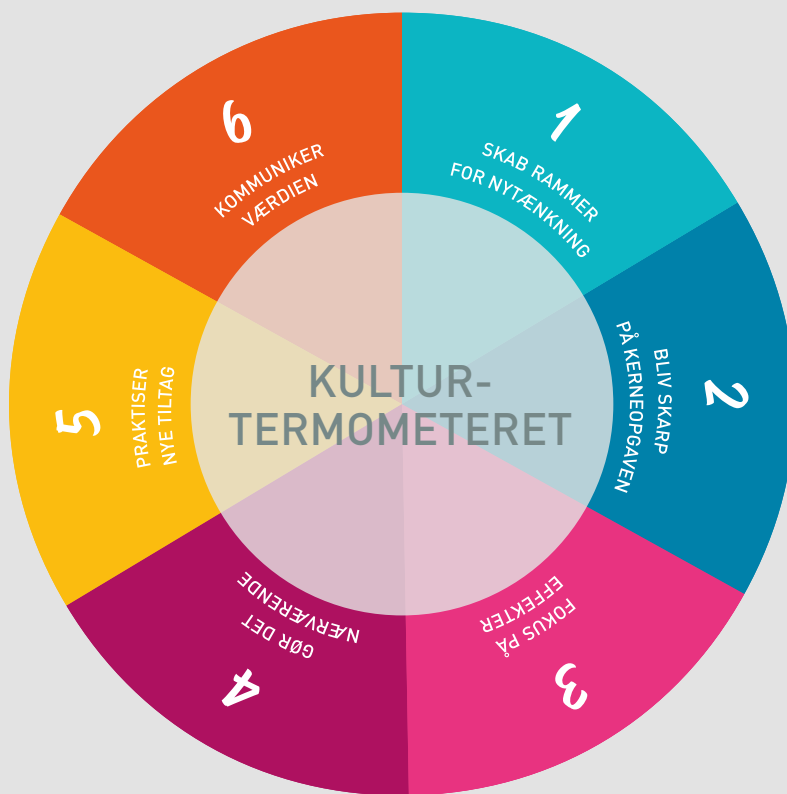 KULTUR-
TERMOMETERET
1
SKAB RAMMER
FOR NYTÆNKNING
2
BLIV SKARP
PÅ KERNEOPGAVEN
3
FOKUS PÅ
EFFEKTER
4
GØR DET
NÆRVÆRENDE
5
PRAKTISER
NYE TILTAG
6
KOMMUNIKER
VÆRDIEN